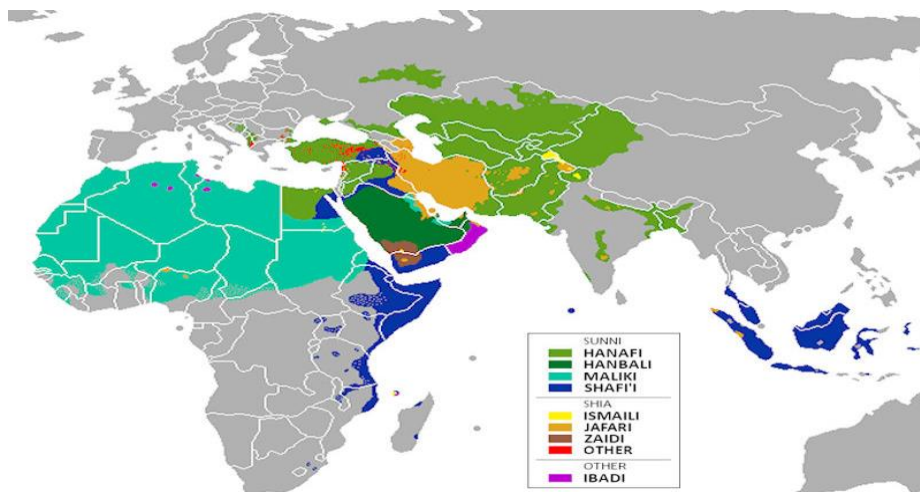 SUNNI
HANAFI
HANBALI
MALIKI
SHAFI'I
SHIA
ISMAILI
JAFARI
ZAIDI
OTHER
OTHER
IBADI